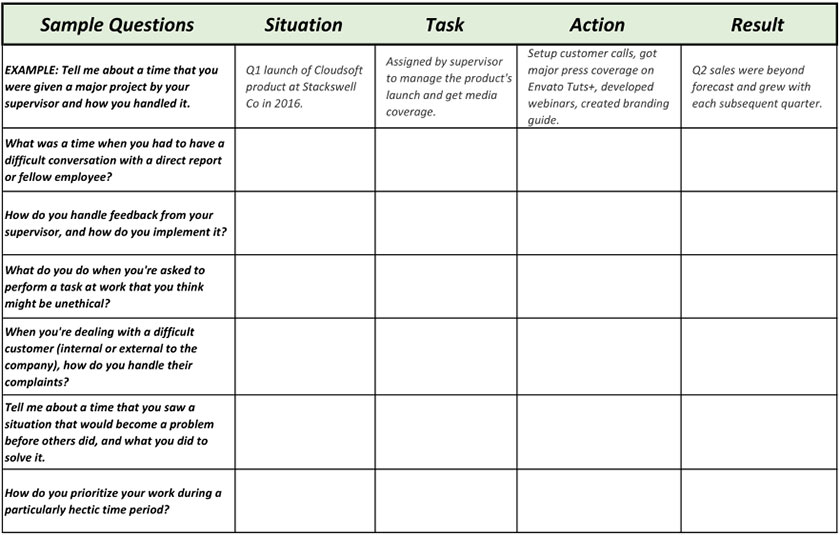 Sample Questions Situation Task Action Result
EXAMPLE: Tell me about a time that you
were given a major project by your
supervisor and how you handled it.
Q1 launch of Cloudsoft
product at Stackswell
Co in 2016.
Assigned by supervisor
to manage the product's
launch and get media
coverage.
Setup customer calls, got
major press coverage on
Envato Tuts+, developed
webinars, created branding
guide.
Q2 sales were beyond
forecast and grew with
each subsequent quarter.
What was a time when you had to have a
difficult conversation with a direct report
or fellow employee?
How do you handle feedback from your
supervisor, and how do you implement it?
What do you do when you're asked to
perform a task at work that you think
might be unethical?
When you're dealing with a difficult
customer (internal or external to the
company), how do you handle their
complaints?
Tell me about a time that you saw a
situation that would become a problem
before others did, and what you did to
solve it.
How do you prioritize your work during a
particularly hectic time period?